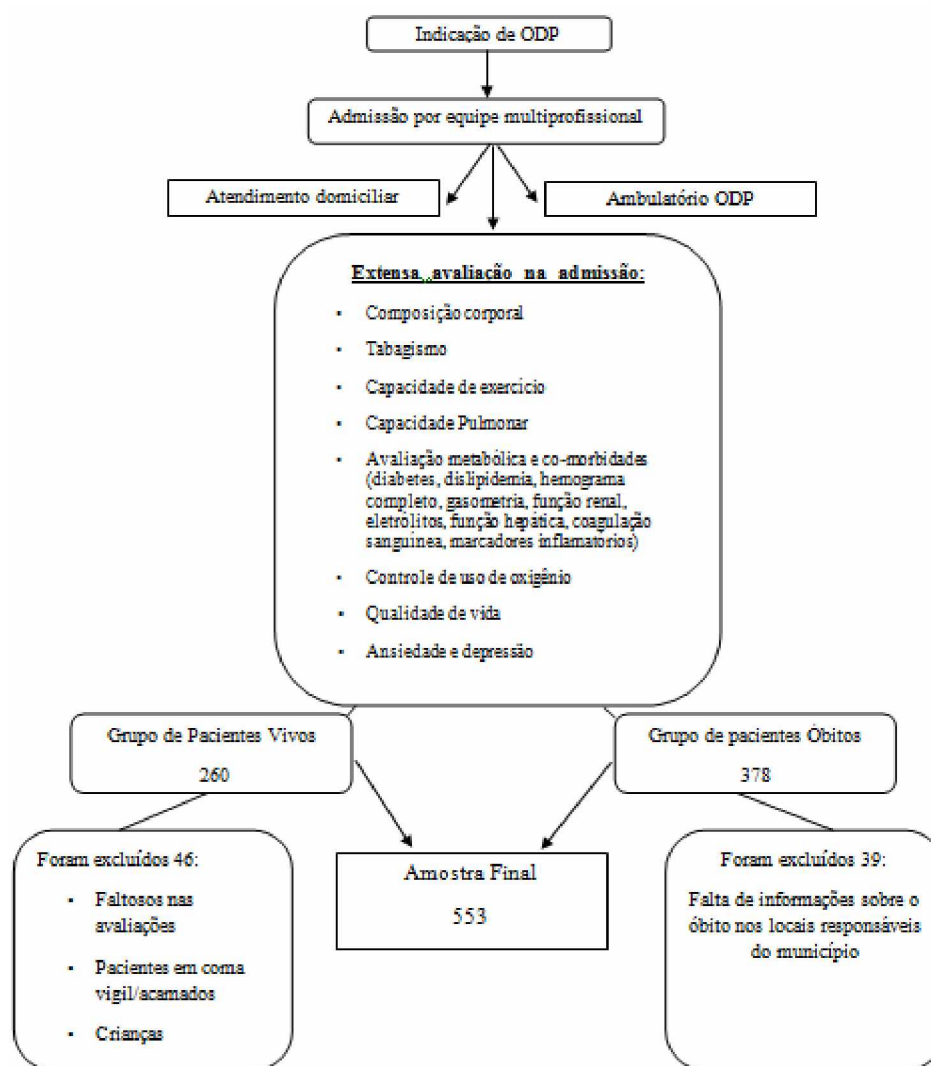 Indicação de ODP
Admissão por equipe multiprofissional
Atendimento domiciliar
Ambulatório ODP
Extensa avaliação na admissão:
▪ Composição corporal
▪ Tabagismo
▪ Capacidade de exercício
▪ Capacidade Pulmonar
▪ Avaliação metabólica e co-morbidades
(diabetes, dislipidemia, hemograma
completo, gasometria, função renal,
eletrólitos, função hepática, coagulação
sanguinea, marcadores inflamatórios)
▪ Controle de uso de oxigênio
▪ Qualidade de vida
▪ Ansiedade e depressão
Grupo de Pacientes Vivos
260
Grupo de pacientes Óbitos
378
Foram excluídos 46:
▪ Faltosos nas
avaliações
▪ Pacientes em coma
vigil/acamados
▪ Crianças
Amostra Final
553
Foram excluídos 39:
Falta de informações sobre o
óbito nos locais responsáveis
do município